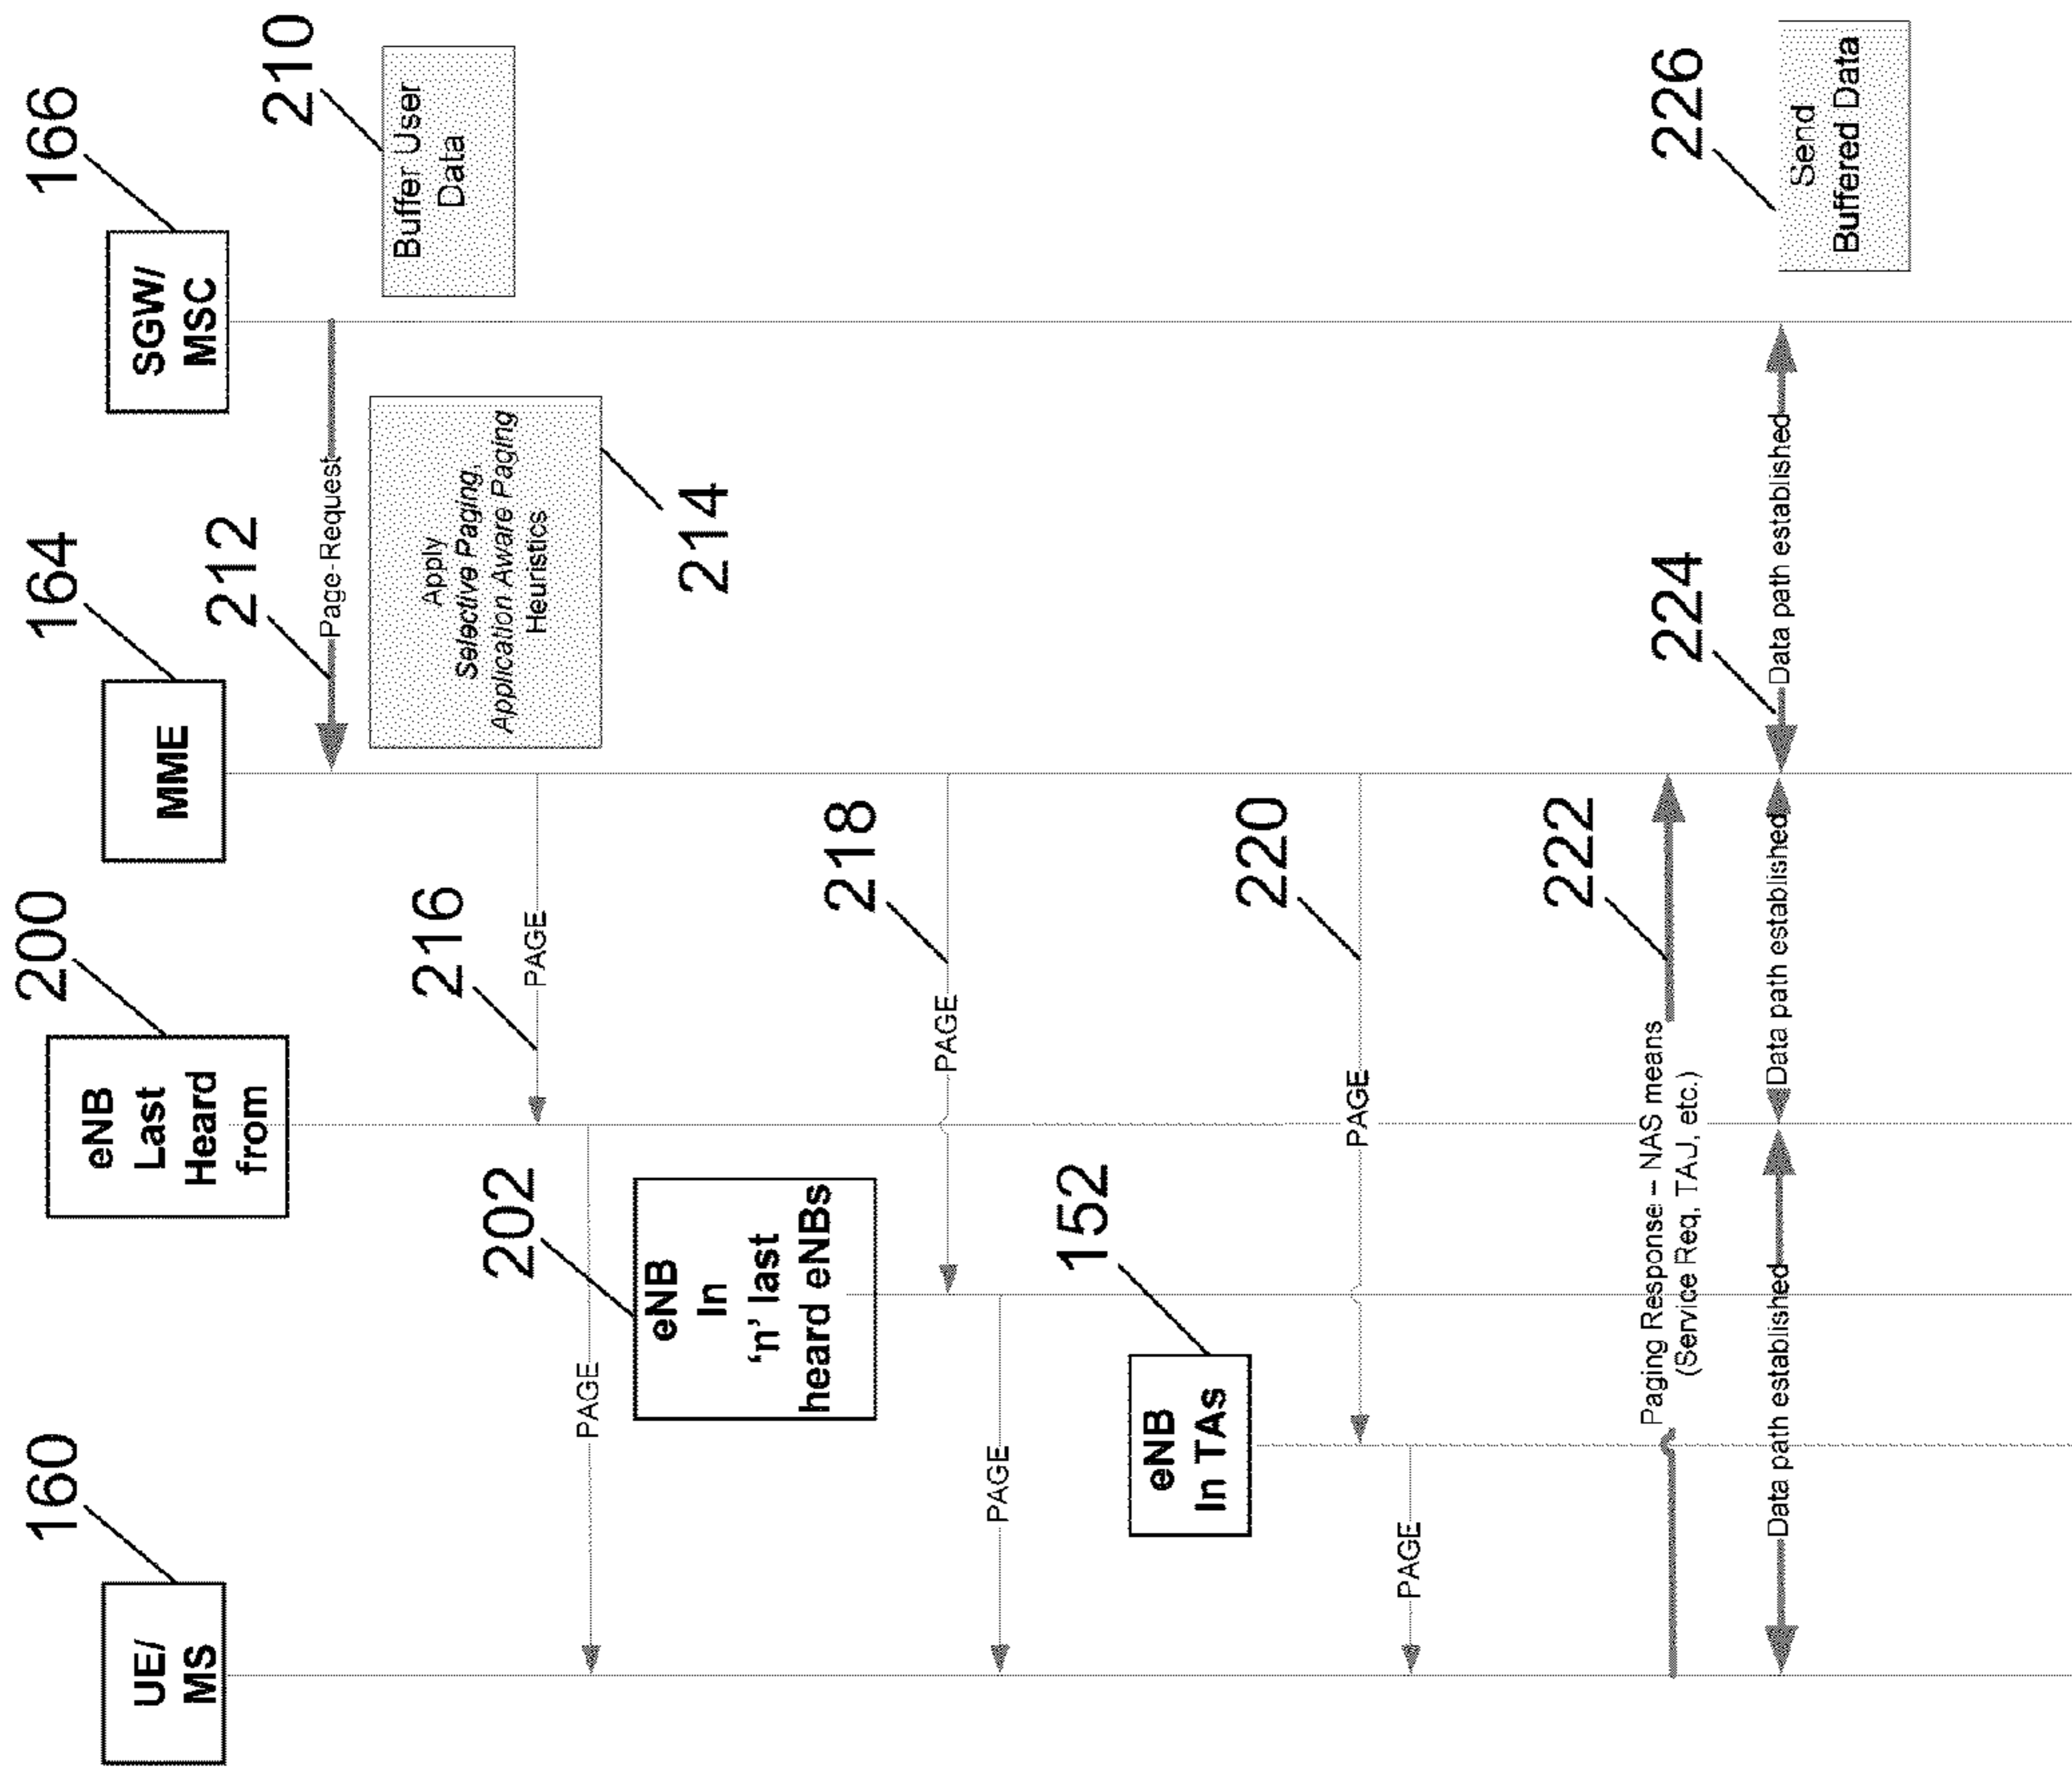 160
UE/
MS
200
eNB
Last
Heard
from
164
MME
166
SGW/
MSC
212
Page-Request
210
Buffer User
Data
Apply
Selective Paging,
Application Aware Paging
Heuristics
214
216
PAGE
PAGE
202
eNB
In
'n' last
heard eNBs
218
PAGE
PAGE
152
eNB
In TAs
220
PAGE
PAGE
222
Paging Response – NAS means
(Service Req, TAU, etc.)
224
Data path established
Data path established
Data path established
226
Send
Buffered Data